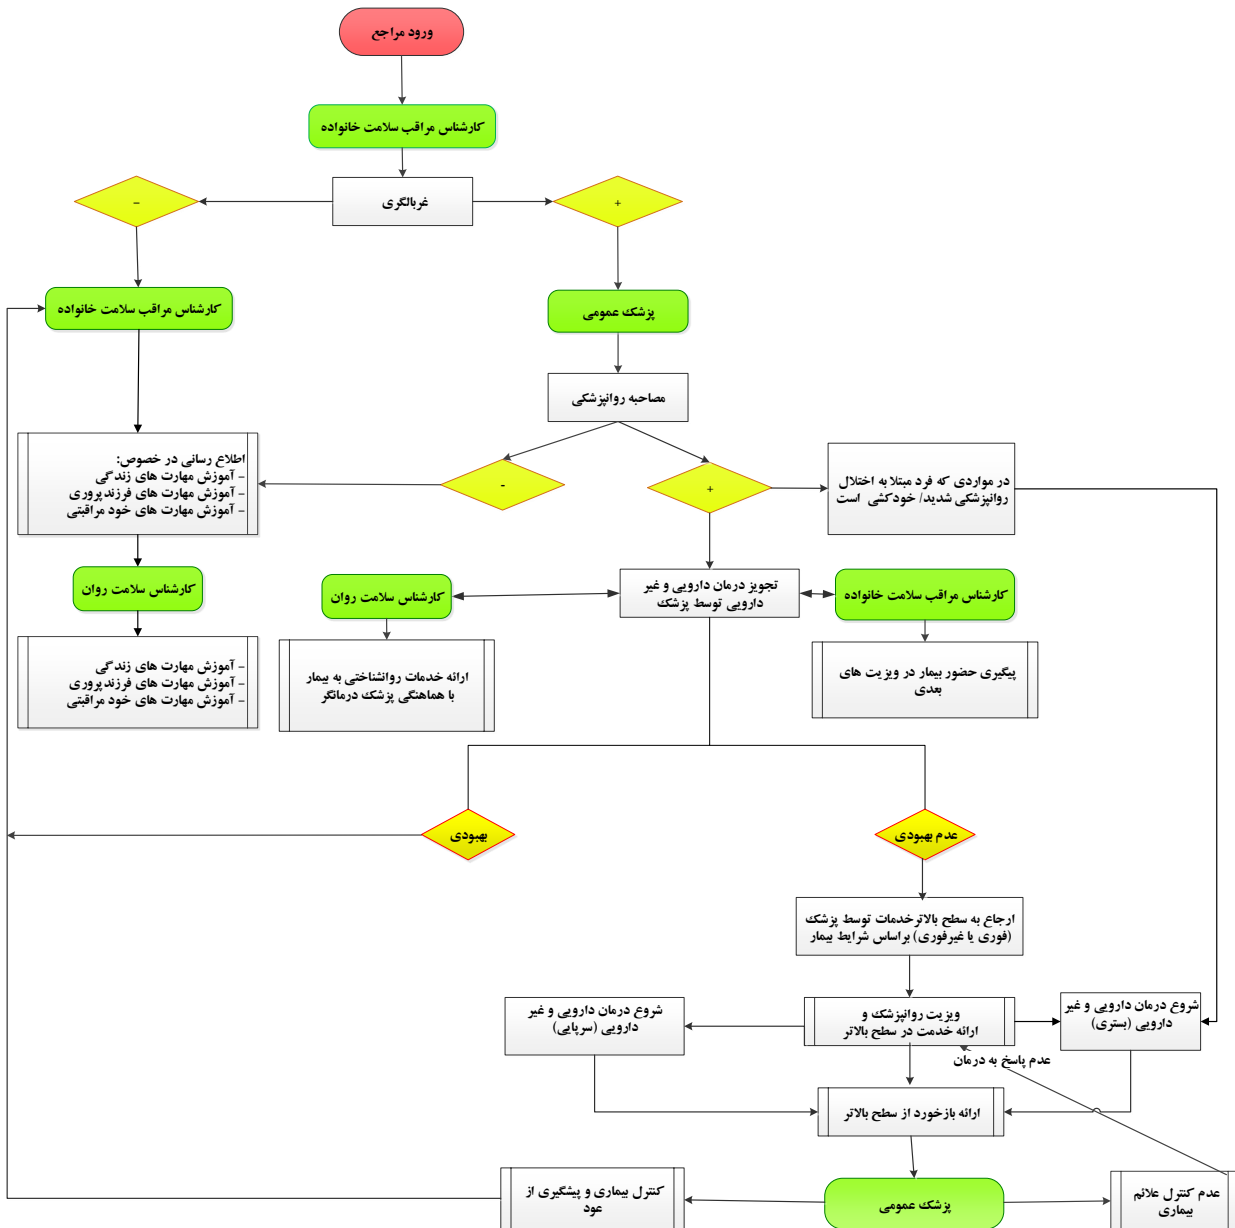 ورود مراجع
کارشناس مراقب سلامت خانواده
غربالگری
-
+
کارشناس مراقب سلامت خانواده
پزشک عمومی
مصاحبه روانپزشکی
اطلاع رسانی در خصوص:
- آموزش مهارت های زندگی
- آموزش مهارت های فرزندپروری
- آموزش مهارت های خود مراقبتی
-
+
در مواردی که فرد مبتلا به اختلال
روانپزشکی شدید/ خودکشی است
کارشناس سلامت روان
کارشناس سلامت روان
تجویز درمان دارویی و غیر
دارویی توسط پزشک
کارشناس مراقب سلامت خانواده
- آموزش مهارت های زندگی
- آموزش مهارت های فرزندپروری
- آموزش مهارت های خود مراقبتی
ارائه خدمات روانشناختی به بیمار
با هماهنگی پزشک درمانگر
پیگیری حضور بیمار در ویزیت های
بعدی
بهبودی
عدم بهبودی
ارجاع به سطح بالاترخدمات توسط پزشک
(فوری یا غیرفوری) براساس شرایط بیمار
شروع درمان دارویی و غیر
دارویی (سرپایی)
ویزیت روانپزشک و
ارائه خدمت در سطح بالاتر
شروع درمان دارویی و غیر
دارویی (بستری)
عدم پاسخ به درمان
ارائه بازخورد از سطح بالاتر
کنترل بیماری و پیشگیری از
عود
پزشک عمومی
عدم کنترل علائم
بیماری